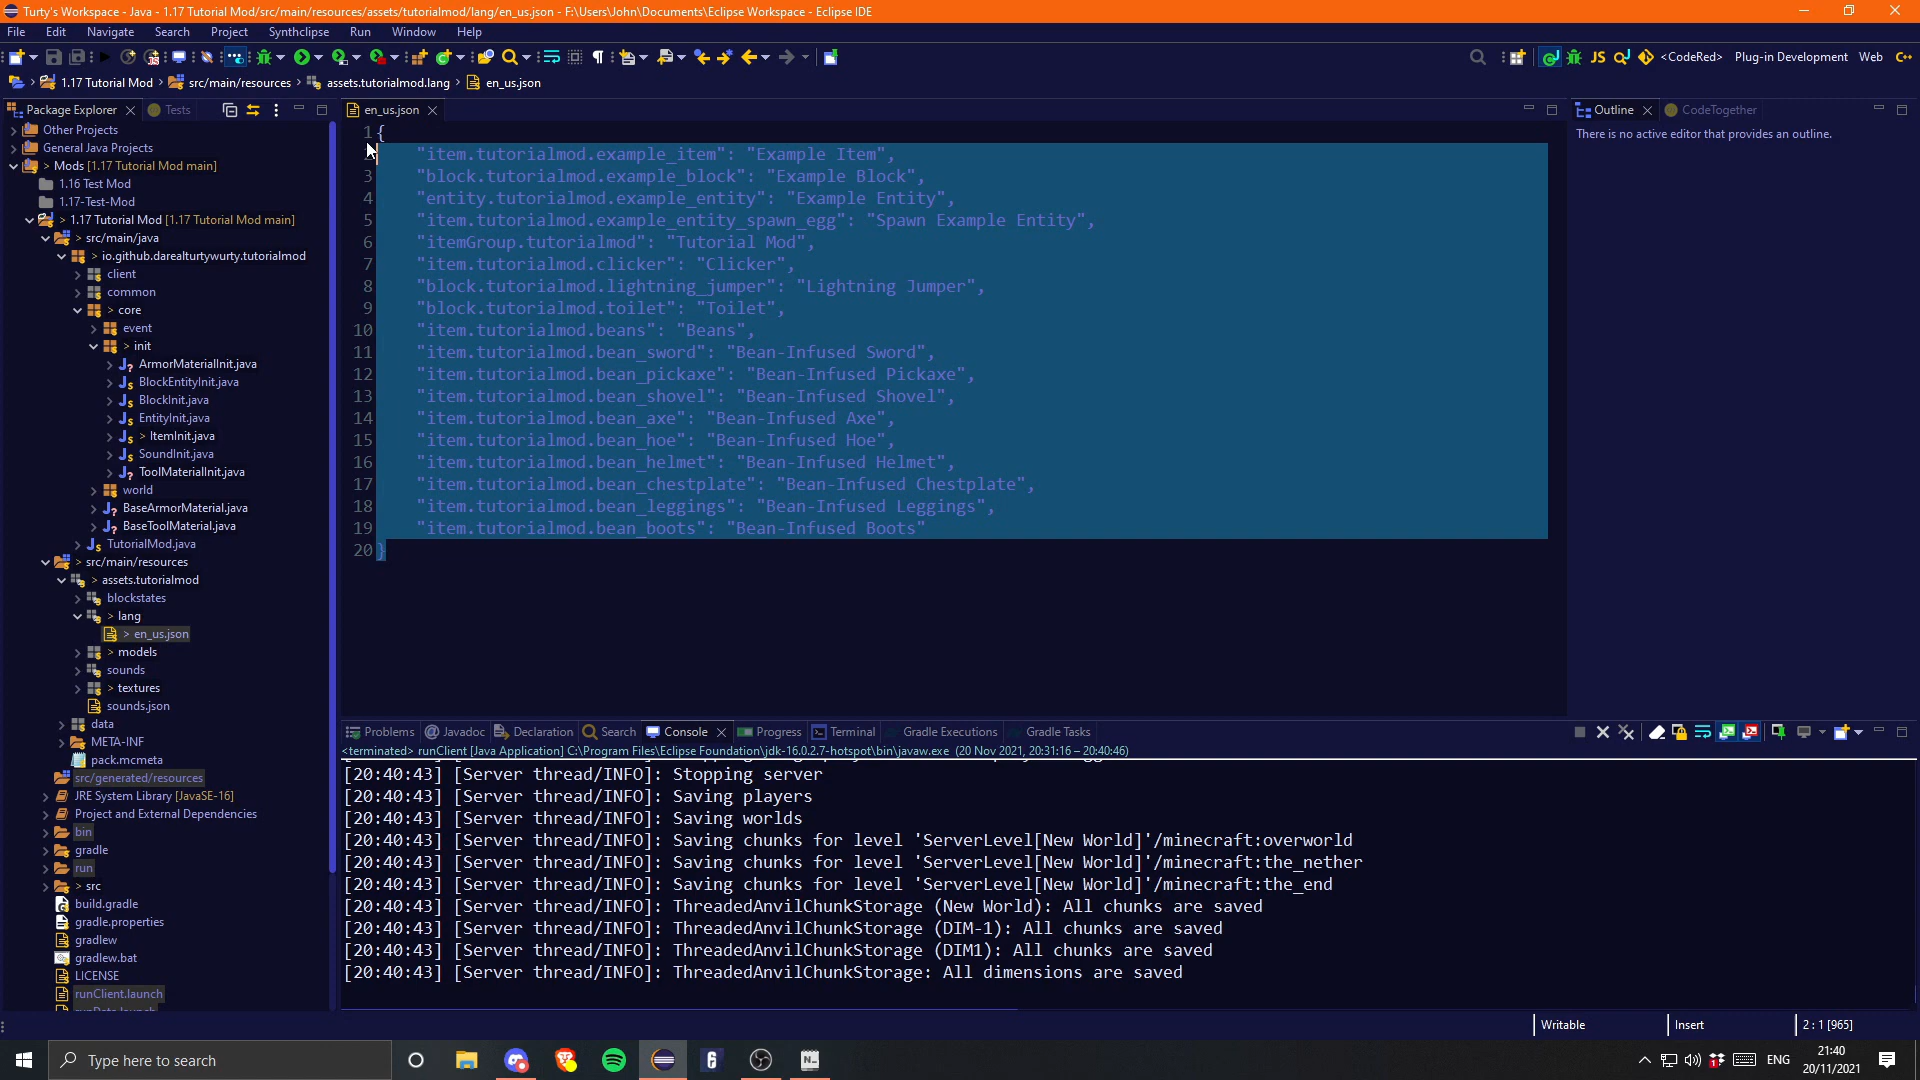 Turty's Workspace - Java - 1.17 Tutorial Mod/src/main/resources/assets/tutorialmod/lang/en_us.json - F:\Users\John\Documents\Eclipse Workspace - Eclipse IDE
File Edit Navigate Search Project Run Synthclipse Run Window Help
<CodeRed> Plug-in Development Web
1.17 Tutorial Mod > src/main/resources > assets.tutorialmod.lang > en_us.json
Package Explorer Tests
Other Projects
General Java Projects
> Mods [1.17 Tutorial Mod main]
1.16 Test Mod
1.17-Test-Mod
> 1.17 Tutorial Mod [1.17 Tutorial Mod main]
> src/main/java
> io.github.darealturtywurty.tutorialmod
client
common
> core
event
> init
ArmorMaterialInit.java
BlockEntityInit.java
BlockInit.java
EntityInit.java
> ItemInit.java
SoundInit.java
ToolMaterialInit.java
world
BaseArmorMaterial.java
BaseToolMaterial.java
TutorialMod.java
> src/main/resources
> assets.tutorialmod
blockstates
> lang
> en_us.json
> models
sounds
> textures
sounds.json
data
META-INF
pack.mcmeta
src/generated/resources
JRE System Library [JavaSE-16]
Project and External Dependencies
bin
gradle
run
> src
build.gradle
gradle.properties
gradlew
gradlew.bat
LICENSE
runClient.launch
en_us.json
1 {
"item.tutorialmod.example_item": "Example Item",
3 "block.tutorialmod.example_block": "Example Block",
4 "entity.tutorialmod.example_entity": "Example Entity",
5 "item.tutorialmod.example_entity_spawn_egg": "Spawn Example Entity",
6 "itemGroup.tutorialmod": "Tutorial Mod",
7 "item.tutorialmod.clicker": "Clicker",
8 "block.tutorialmod.lightning_jumper": "Lightning Jumper",
9 "block.tutorialmod.toilet": "Toilet",
10 "item.tutorialmod.beans": "Beans",
11 "item.tutorialmod.bean_sword": "Bean-Infused Sword",
12 "item.tutorialmod.bean_pickaxe": "Bean-Infused Pickaxe",
13 "item.tutorialmod.bean_shovel": "Bean-Infused Shovel",
14 "item.tutorialmod.bean_axe": "Bean-Infused Axe",
15 "item.tutorialmod.bean_hoe": "Bean-Infused Hoe",
16 "item.tutorialmod.bean_helmet": "Bean-Infused Helmet",
17 "item.tutorialmod.bean_chestplate": "Bean-Infused Chestplate",
18 "item.tutorialmod.bean_leggings": "Bean-Infused Leggings",
19 "item.tutorialmod.bean_boots": "Bean-Infused Boots"
20 }
Outline CodeTogether
There is no active editor that provides an outline.
Problems Javadoc Declaration Search Console Progress Terminal Gradle Executions Gradle Tasks
<terminated> runClient [Java Application] C:\Program Files\Eclipse Foundation\jdk-16.0.2.7-hotspot\bin\javaw.exe (20 Nov 2021, 20:31:16 – 20:40:46)
[20:40:43] [Server thread/INFO]: Stopping server
[20:40:43] [Server thread/INFO]: Saving players
[20:40:43] [Server thread/INFO]: Saving worlds
[20:40:43] [Server thread/INFO]: Saving chunks for level 'ServerLevel[New World]'/minecraft:overworld
[20:40:43] [Server thread/INFO]: Saving chunks for level 'ServerLevel[New World]'/minecraft:the_nether
[20:40:43] [Server thread/INFO]: Saving chunks for level 'ServerLevel[New World]'/minecraft:the_end
[20:40:43] [Server thread/INFO]: ThreadedAnvilChunkStorage (New World): All chunks are saved
[20:40:43] [Server thread/INFO]: ThreadedAnvilChunkStorage (DIM-1): All chunks are saved
[20:40:43] [Server thread/INFO]: ThreadedAnvilChunkStorage (DIM1): All chunks are saved
[20:40:43] [Server thread/INFO]: ThreadedAnvilChunkStorage: All dimensions are saved
Writable Insert 2 : 1 [965]
Type here to search
ENG
21:40
20/11/2021